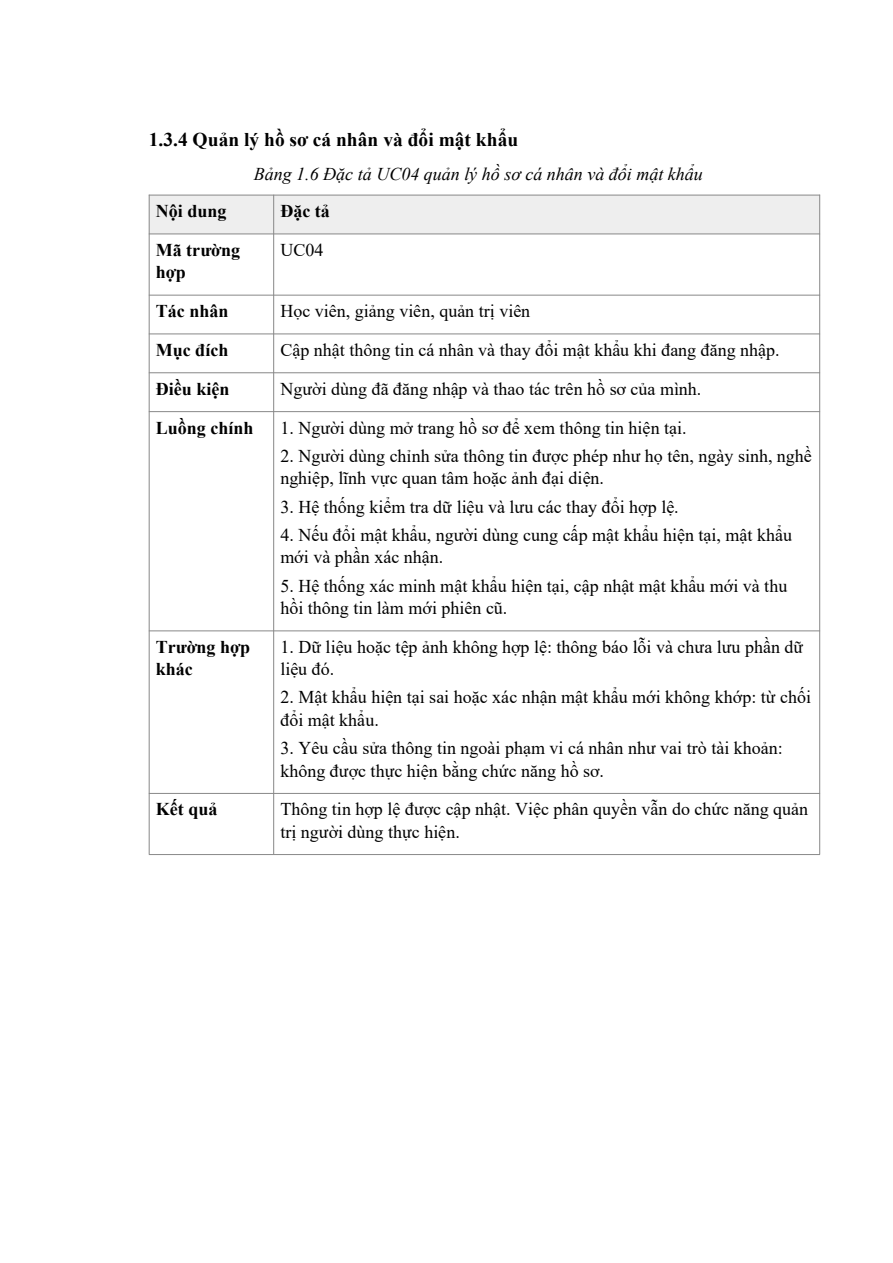 1.3.4 Quản lý hồ sơ cá nhân và đổi mật khẩu
Bảng 1.6 Đặc tả UC04 quản lý hồ sơ cá nhân và đổi mật khẩu
Nội dung Đặc tả
Mã trường UC04
hợp
Tác nhân Học viên, giảng viên, quản trị viên
Mục đích Cập nhật thông tin cá nhân và thay đổi mật khẩu khi đang đăng nhập.
Điều kiện Người dùng đã đăng nhập và thao tác trên hồ sơ của mình.
Luồng chính 1. Người dùng mở trang hồ sơ để xem thông tin hiện tại.
2. Người dùng chỉnh sửa thông tin được phép như họ tên, ngày sinh, nghề
nghiệp, lĩnh vực quan tâm hoặc ảnh đại diện.
3. Hệ thống kiểm tra dữ liệu và lưu các thay đổi hợp lệ.
4. Nếu đổi mật khẩu, người dùng cung cấp mật khẩu hiện tại, mật khẩu
mới và phần xác nhận.
5. Hệ thống xác minh mật khẩu hiện tại, cập nhật mật khẩu mới và thu
hồi thông tin làm mới phiên cũ.
Trường hợp 1. Dữ liệu hoặc tệp ảnh không hợp lệ: thông báo lỗi và chưa lưu phần dữ
khác liệu đó.
2. Mật khẩu hiện tại sai hoặc xác nhận mật khẩu mới không khớp: từ chối
đổi mật khẩu.
3. Yêu cầu sửa thông tin ngoài phạm vi cá nhân như vai trò tài khoản:
không được thực hiện bằng chức năng hồ sơ.
Kết quả Thông tin hợp lệ được cập nhật. Việc phân quyền vẫn do chức năng quản
trị người dùng thực hiện.